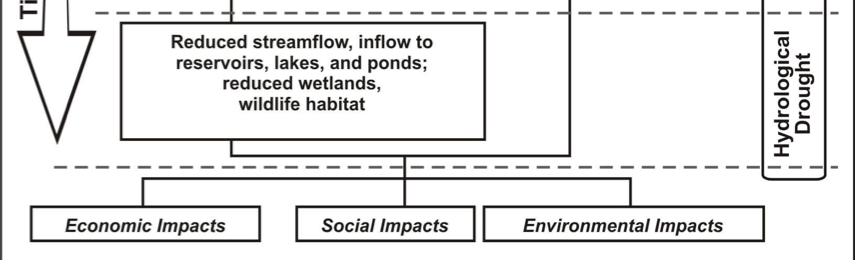 Ti
Reduced streamflow, inflow to
reservoirs, lakes, and ponds;
reduced wetlands,
wildlife habitat
Hydrological
Drought
Economic Impacts
Social Impacts
Environmental Impacts